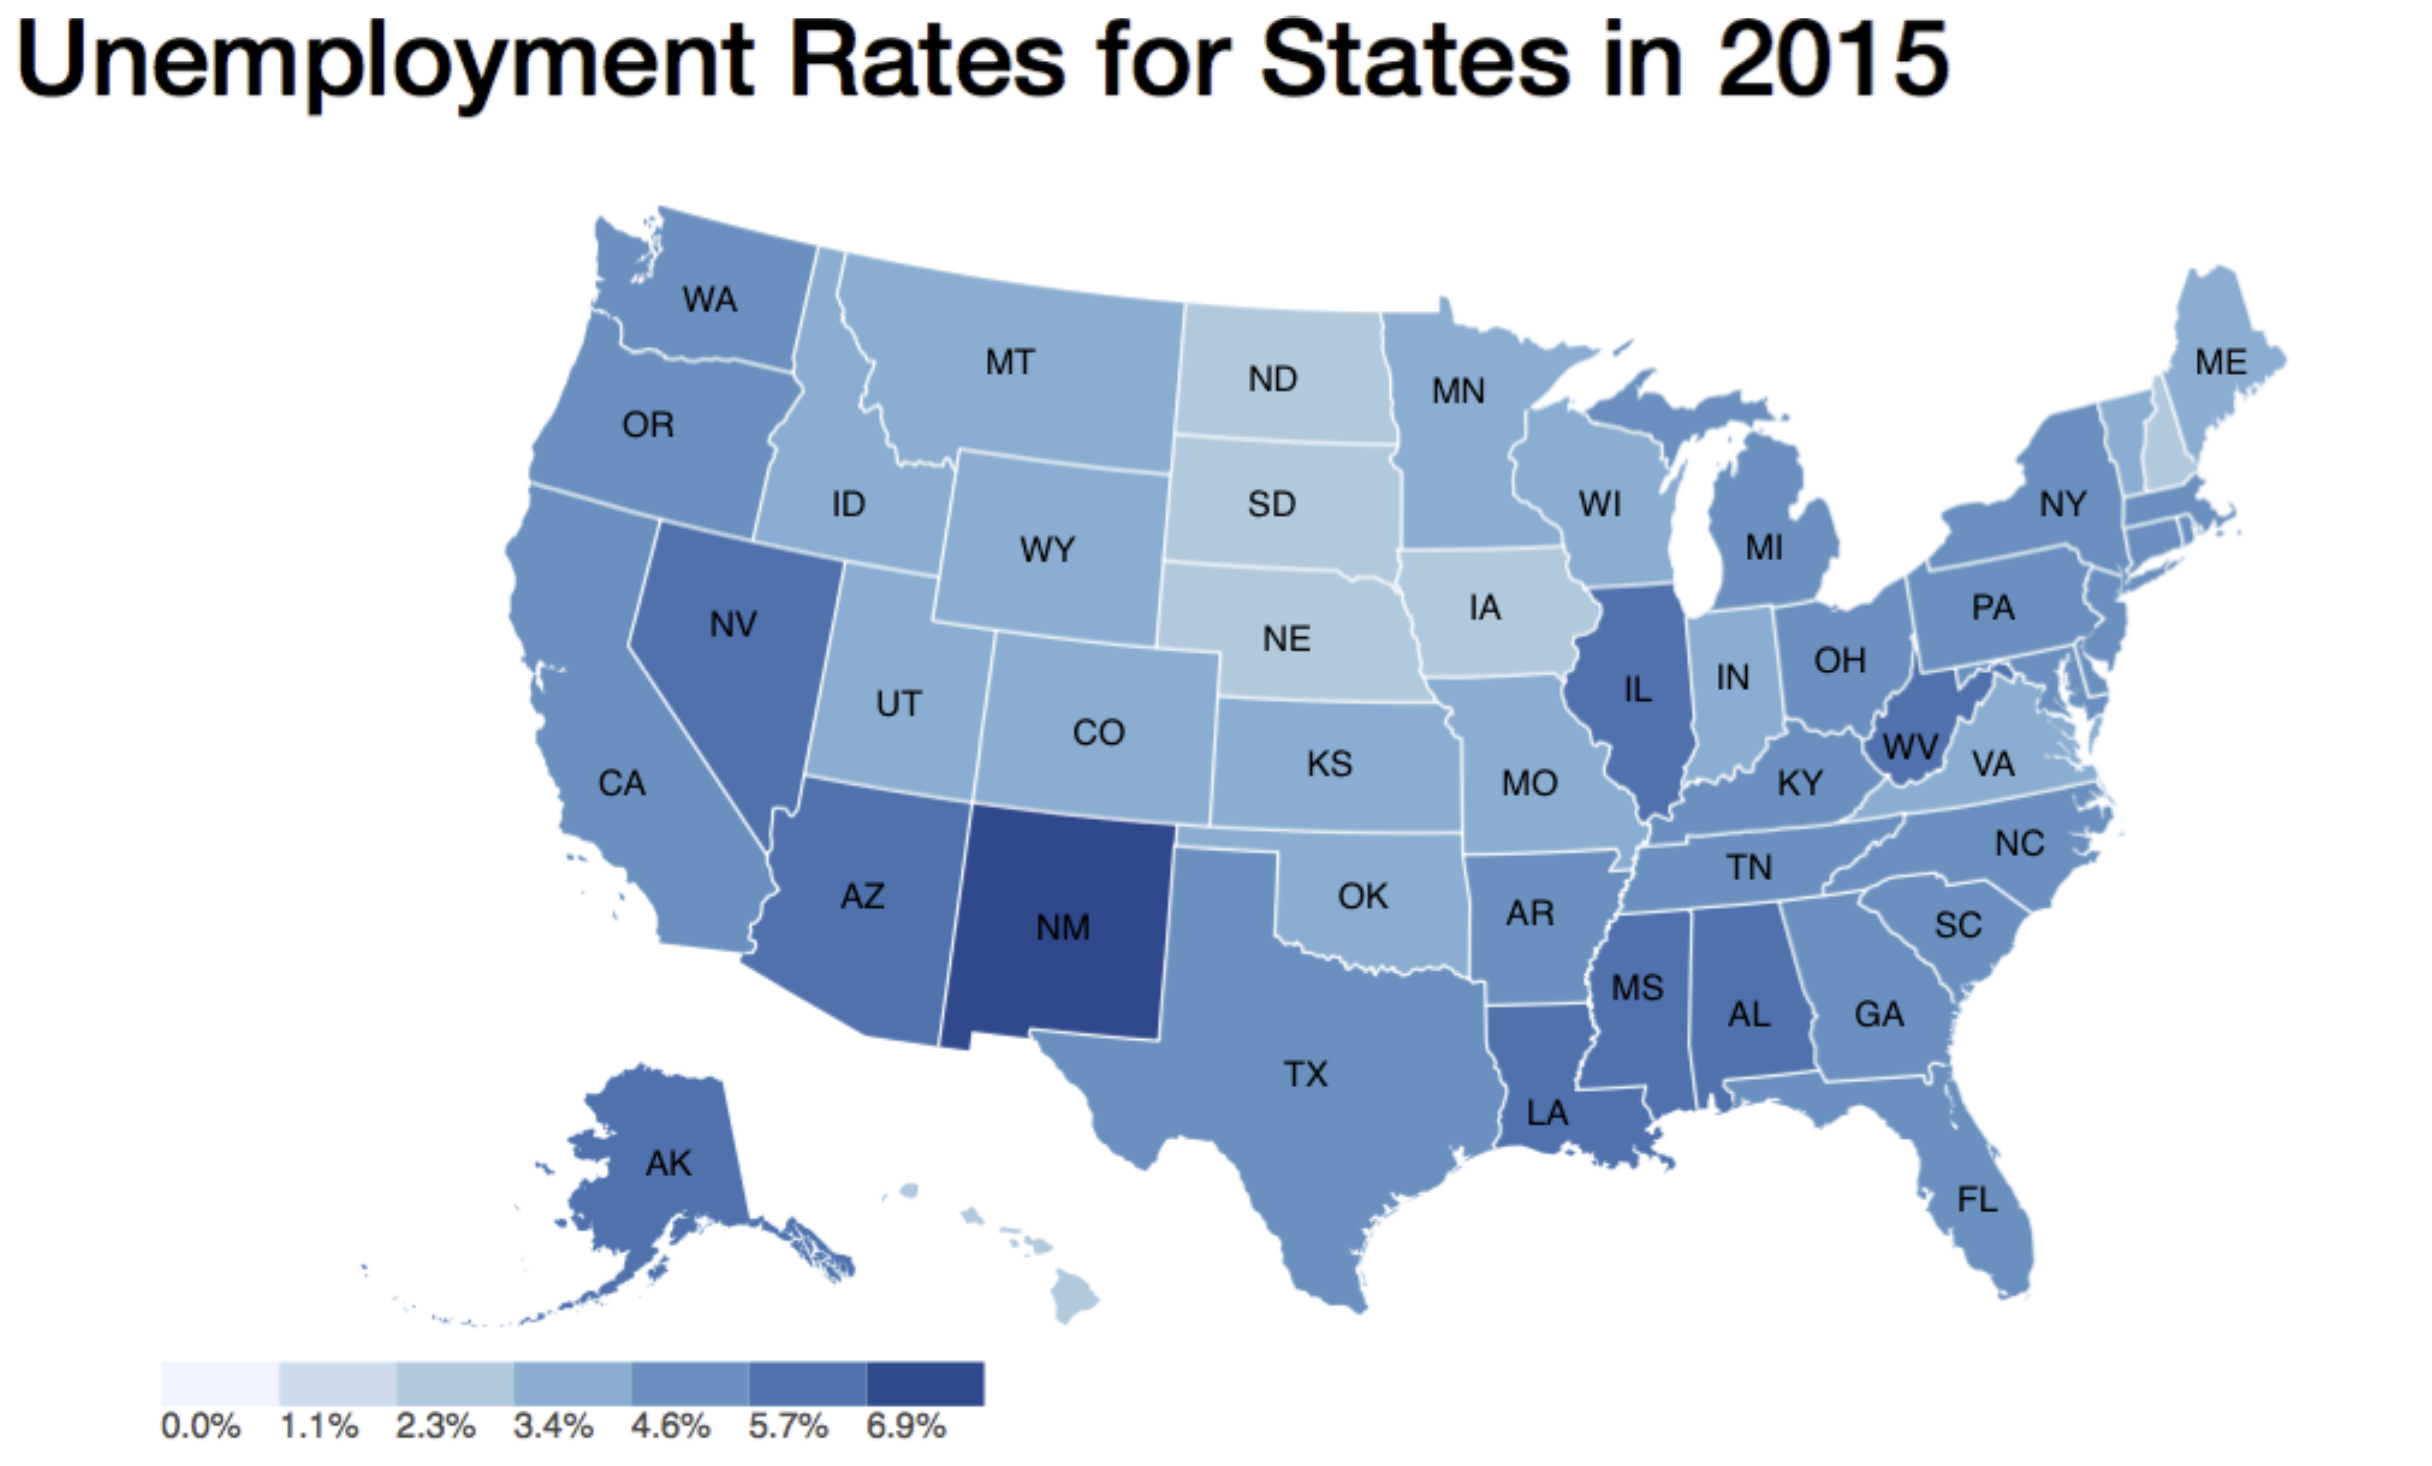 Unemployment Rates for States in 2015
WA
MT
ND
MN
ME
OR
ID
SD
WI
NY
WY
MI
NV
IA
PA
NE
UT
CO
IL
IN
OH
CA
KS
MO
WV
VA
KY
NC
TN
AZ
NM
OK
AR
SC
MS
AL
GA
TX
LA
AK
FL
0.0% 1.1% 2.3% 3.4% 4.6% 5.7% 6.9%